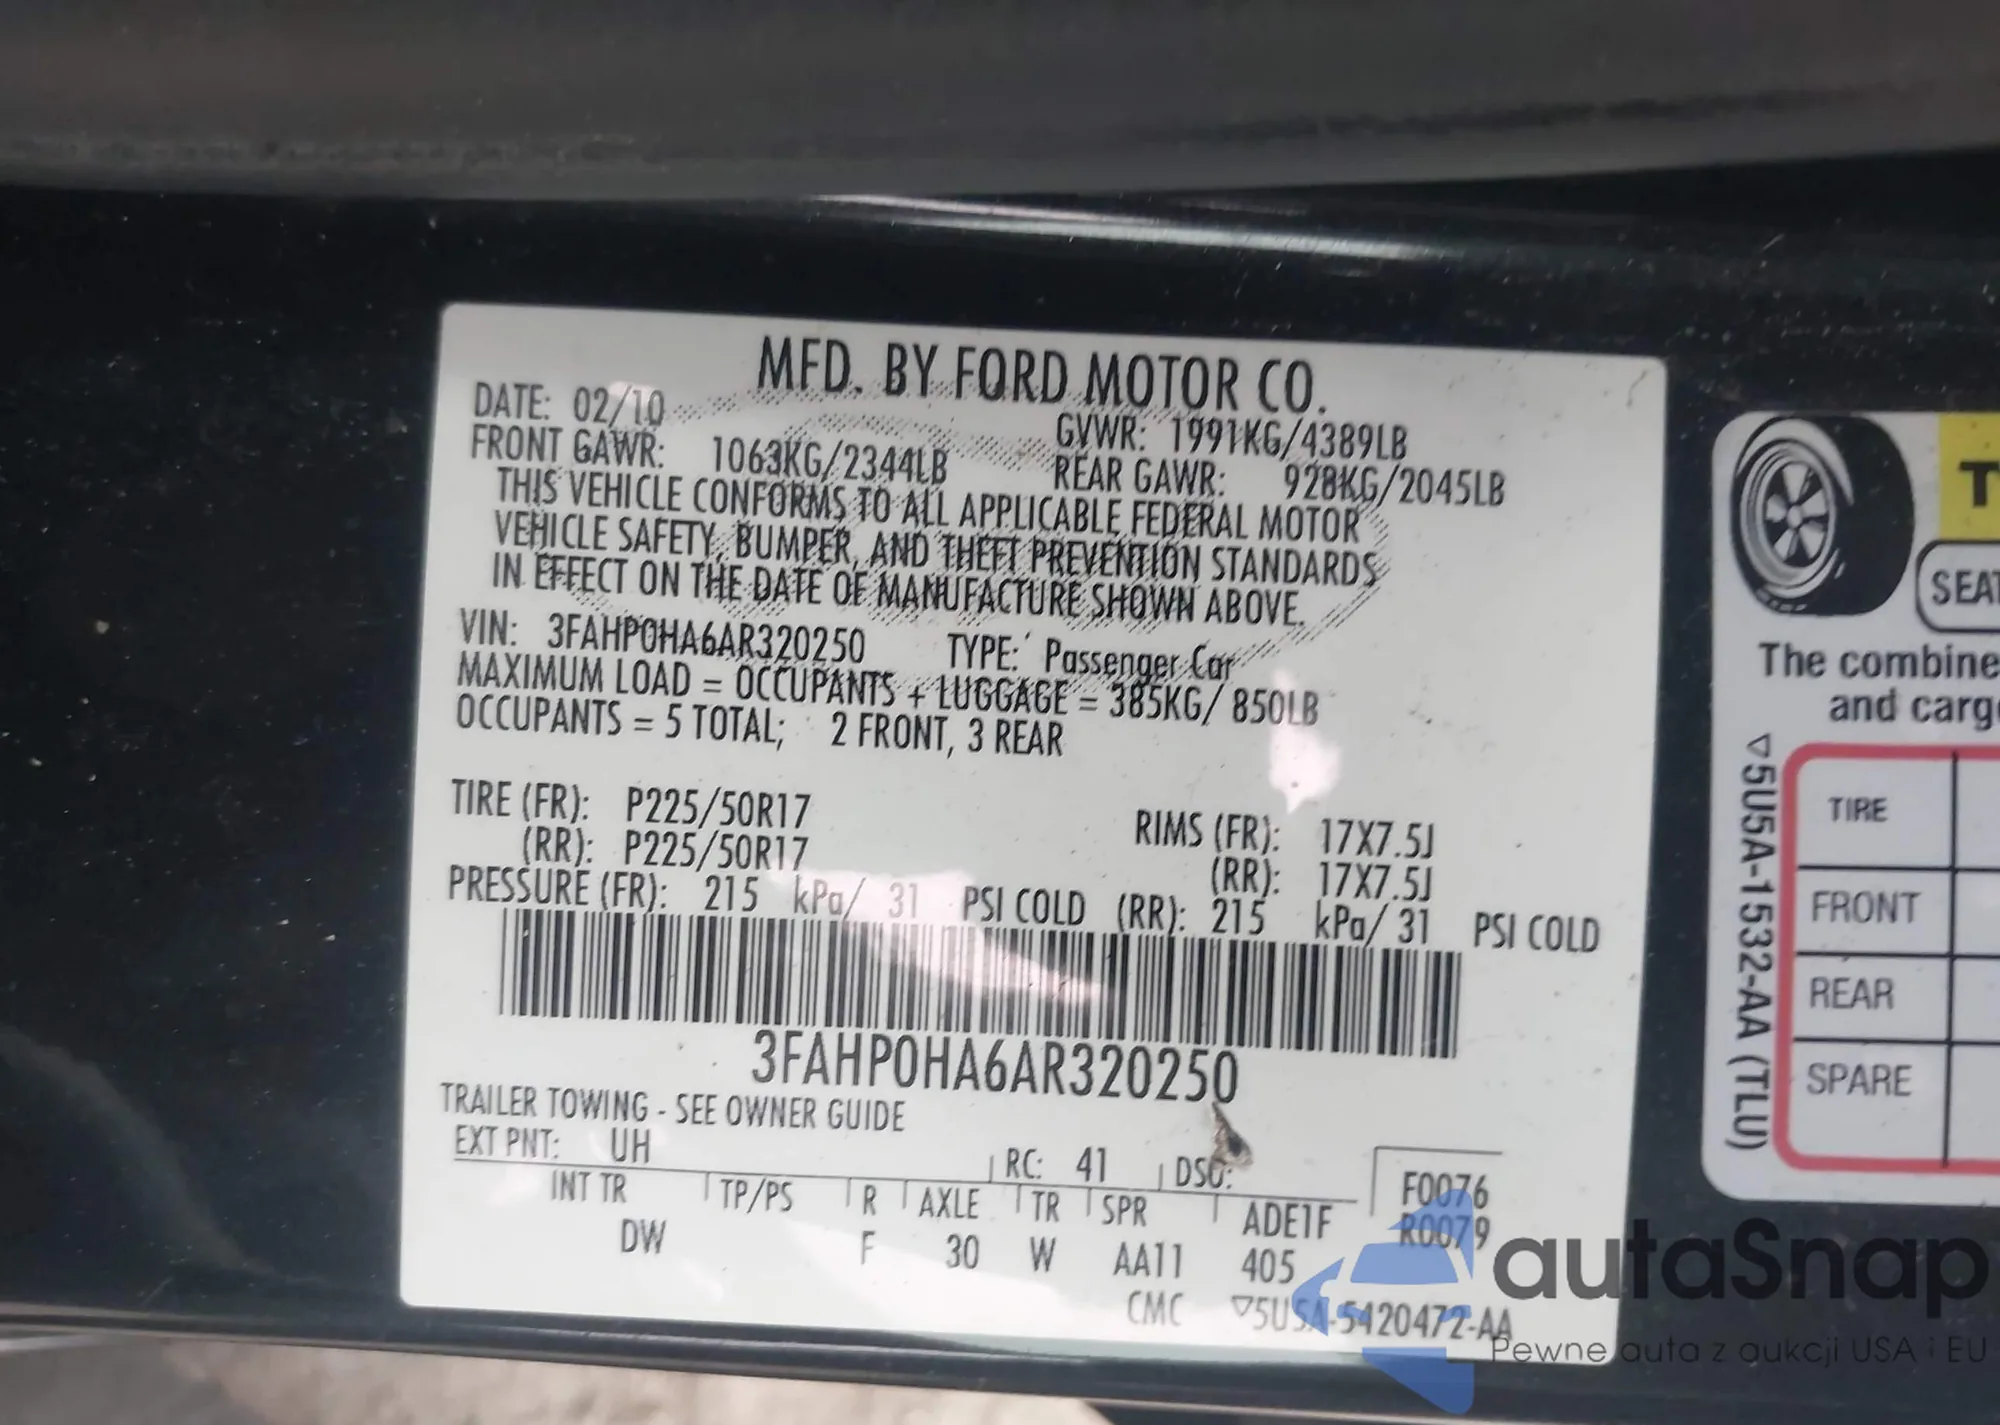 MFD. BY FORD MOTOR CO.
DATE: 02/10 GVWR: 1991KG/4389LB
FRONT GAWR: 1063KG/2344LB REAR GAWR: 928KG/2045LB
THIS VEHICLE CONFORMS TO ALL APPLICABLE FEDERAL MOTOR
VEHICLE SAFETY, BUMPER, AND THEFT PREVENTION STANDARDS
IN EFFECT ON THE DATE OF MANUFACTURE SHOWN ABOVE.
VIN: 3FAHP0HA6AR320250 TYPE: Passenger Car
MAXIMUM LOAD = OCCUPANTS + LUGGAGE = 385KG/ 850LB
OCCUPANTS = 5 TOTAL; 2 FRONT, 3 REAR
TIRE (FR): P225/50R17 RIMS (FR): 17X7.5J
(RR): P225/50R17 (RR): 17X7.5J
PRESSURE (FR): 215 kPa/ 31 PSI COLD (RR): 215 kPa/ 31 PSI COLD
3FAHP0HA6AR320250
TRAILER TOWING - SEE OWNER GUIDE
EXT PNT: UH RC: 41 DSO: F0076
INT TR TP/PS R AXLE TR SPR ADE1F R0079
DW F 30 W AA11 405
CMC ▽5U5A-5420472-AA
T
SEAT
The combine
and cargo
▽5U5A-1532-AA (TLU)
TIRE
FRONT
REAR
SPARE
autaSnap
Pewne auta z aukcji USA i EU